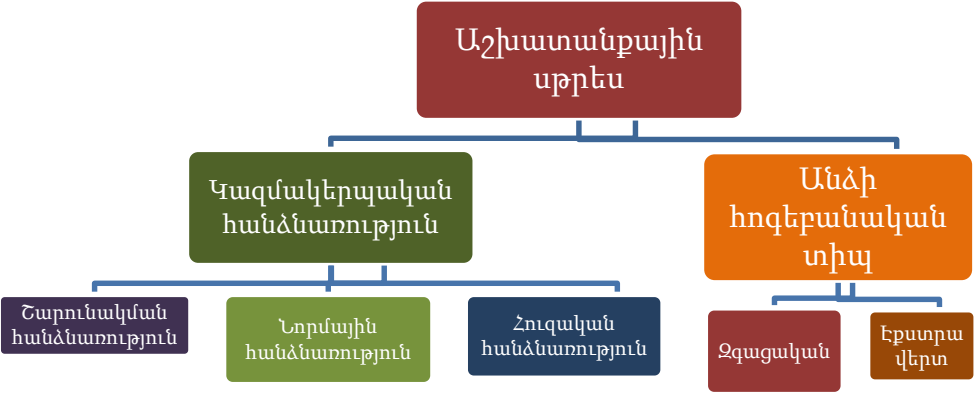 Աշխատանքային
սթրես
Կազմակերպական
հանձնառություն
Անձի
հոգեբանական
տիպ
Շարունակման
հանձնառություն
Նորմային
հանձնառություն
Հուզական
հանձնառություն
Զգացական
Էքստրա
վերտ